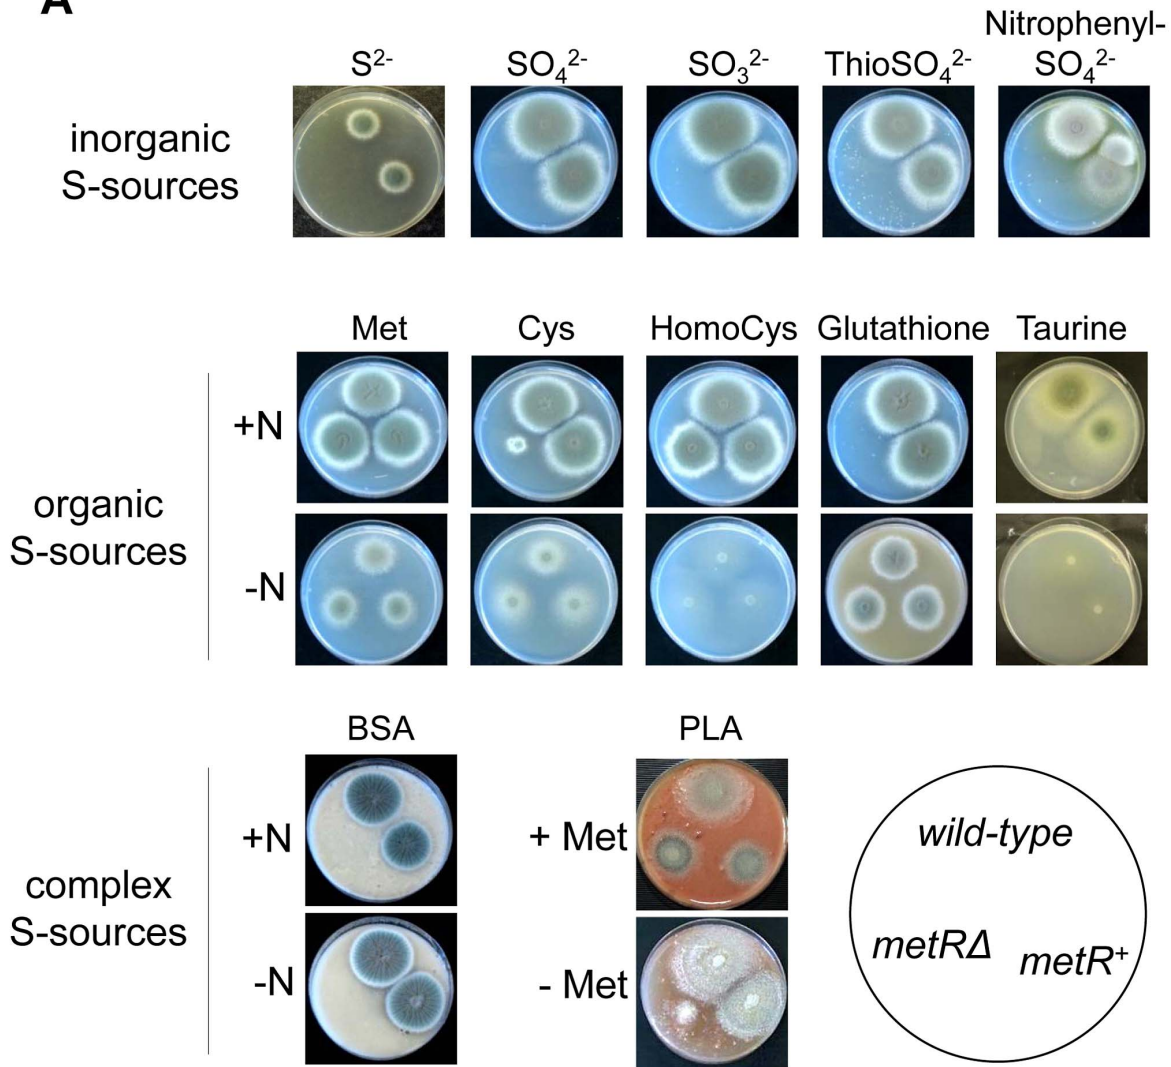 A
inorganic
S-sources
S²⁻
SO₄²⁻
SO₃²⁻
ThioSO₄²⁻
Nitrophenyl-
SO₄²⁻
organic
S-sources
Met
Cys
HomoCys
Glutathione
Taurine
+N
-N
complex
S-sources
BSA
+N
-N
PLA
+ Met
- Met
wild-type
metRΔ
metR⁺